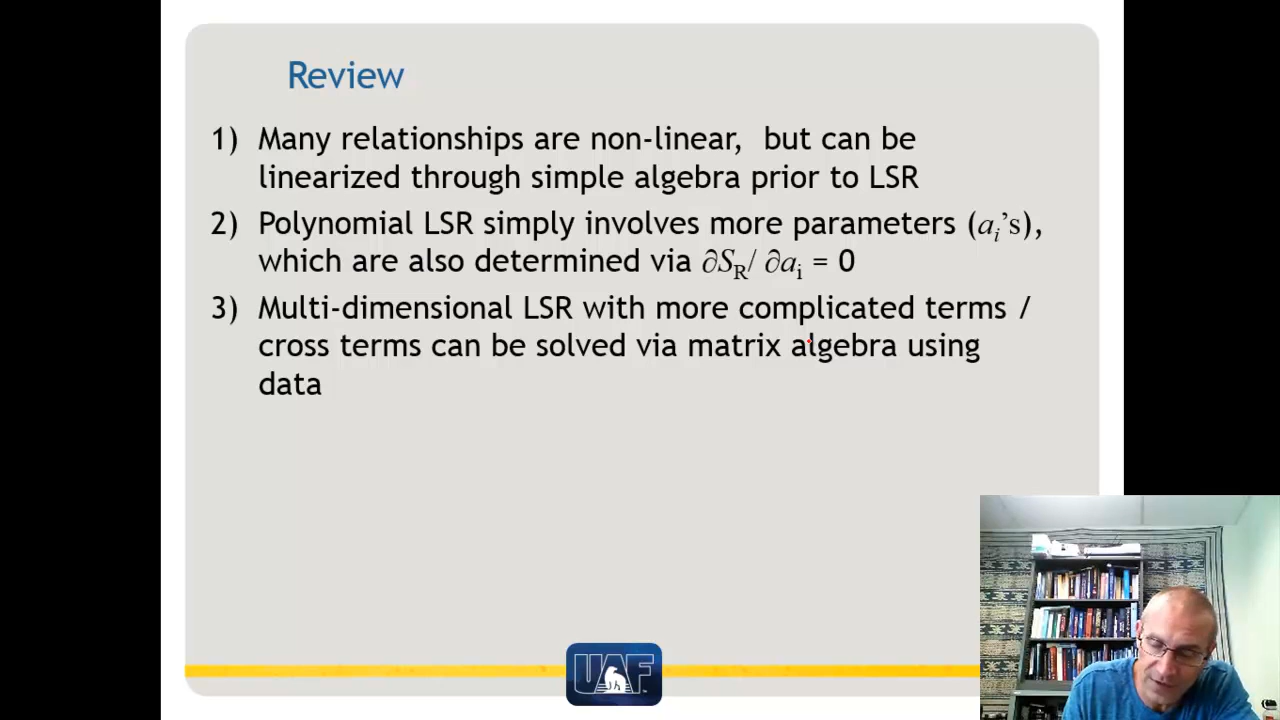 Review
1) Many relationships are non-linear, but can be
linearized through simple algebra prior to LSR
2) Polynomial LSR simply involves more parameters (aᵢ’s),
which are also determined via ∂S_R/ ∂aᵢ = 0
3) Multi-dimensional LSR with more complicated terms /
cross terms can be solved via matrix algebra using
data
UAF